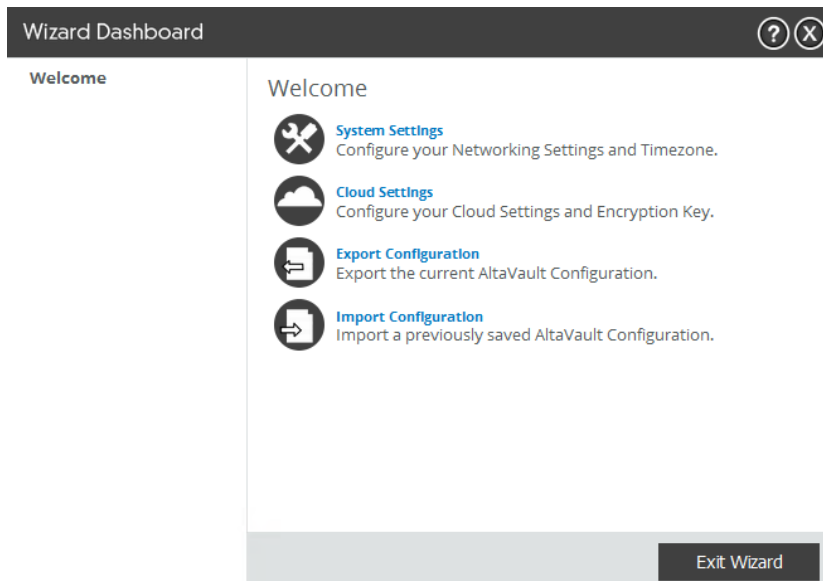 Wizard Dashboard
? X
Welcome
Welcome
System Settings
Configure your Networking Settings and Timezone.
Cloud Settings
Configure your Cloud Settings and Encryption Key.
Export Configuration
Export the current AltaVault Configuration.
Import Configuration
Import a previously saved AltaVault Configuration.
Exit Wizard